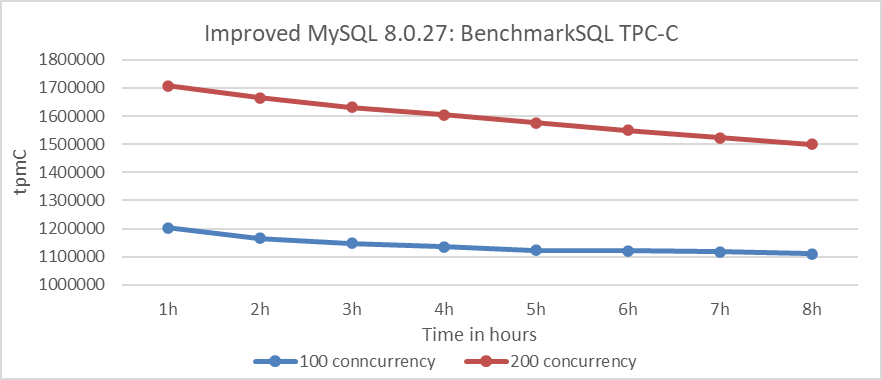 Improved MySQL 8.0.27: BenchmarkSQL TPC-C
1800000
1700000
1600000
1500000
1400000
1300000
1200000
1100000
1000000
tpmC
1h 2h 3h 4h 5h 6h 7h 8h
Time in hours
100 conncurrency 200 concurrency